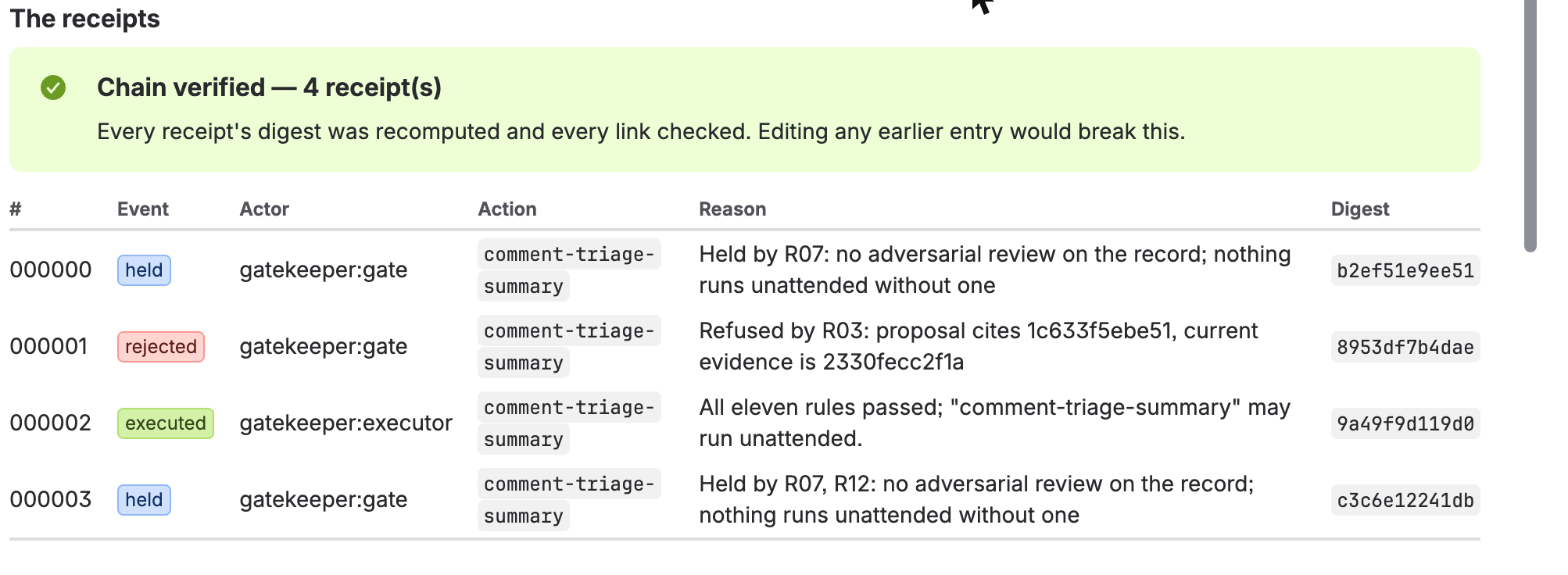 The receipts
Chain verified — 4 receipt(s)
Every receipt's digest was recomputed and every link checked. Editing any earlier entry would break this.
# Event Actor Action Reason Digest
000000 held gatekeeper:gate comment-triage-summary Held by R07: no adversarial review on the record; nothing runs unattended without one b2ef51e9ee51
000001 rejected gatekeeper:gate comment-triage-summary Refused by R03: proposal cites 1c633f5ebe51, current evidence is 2330fecc2f1a 8953df7b4dae
000002 executed gatekeeper:executor comment-triage-summary All eleven rules passed; "comment-triage-summary" may run unattended. 9a49f9d119d0
000003 held gatekeeper:gate comment-triage-summary Held by R07, R12: no adversarial review on the record; nothing runs unattended without one c3c6e12241db